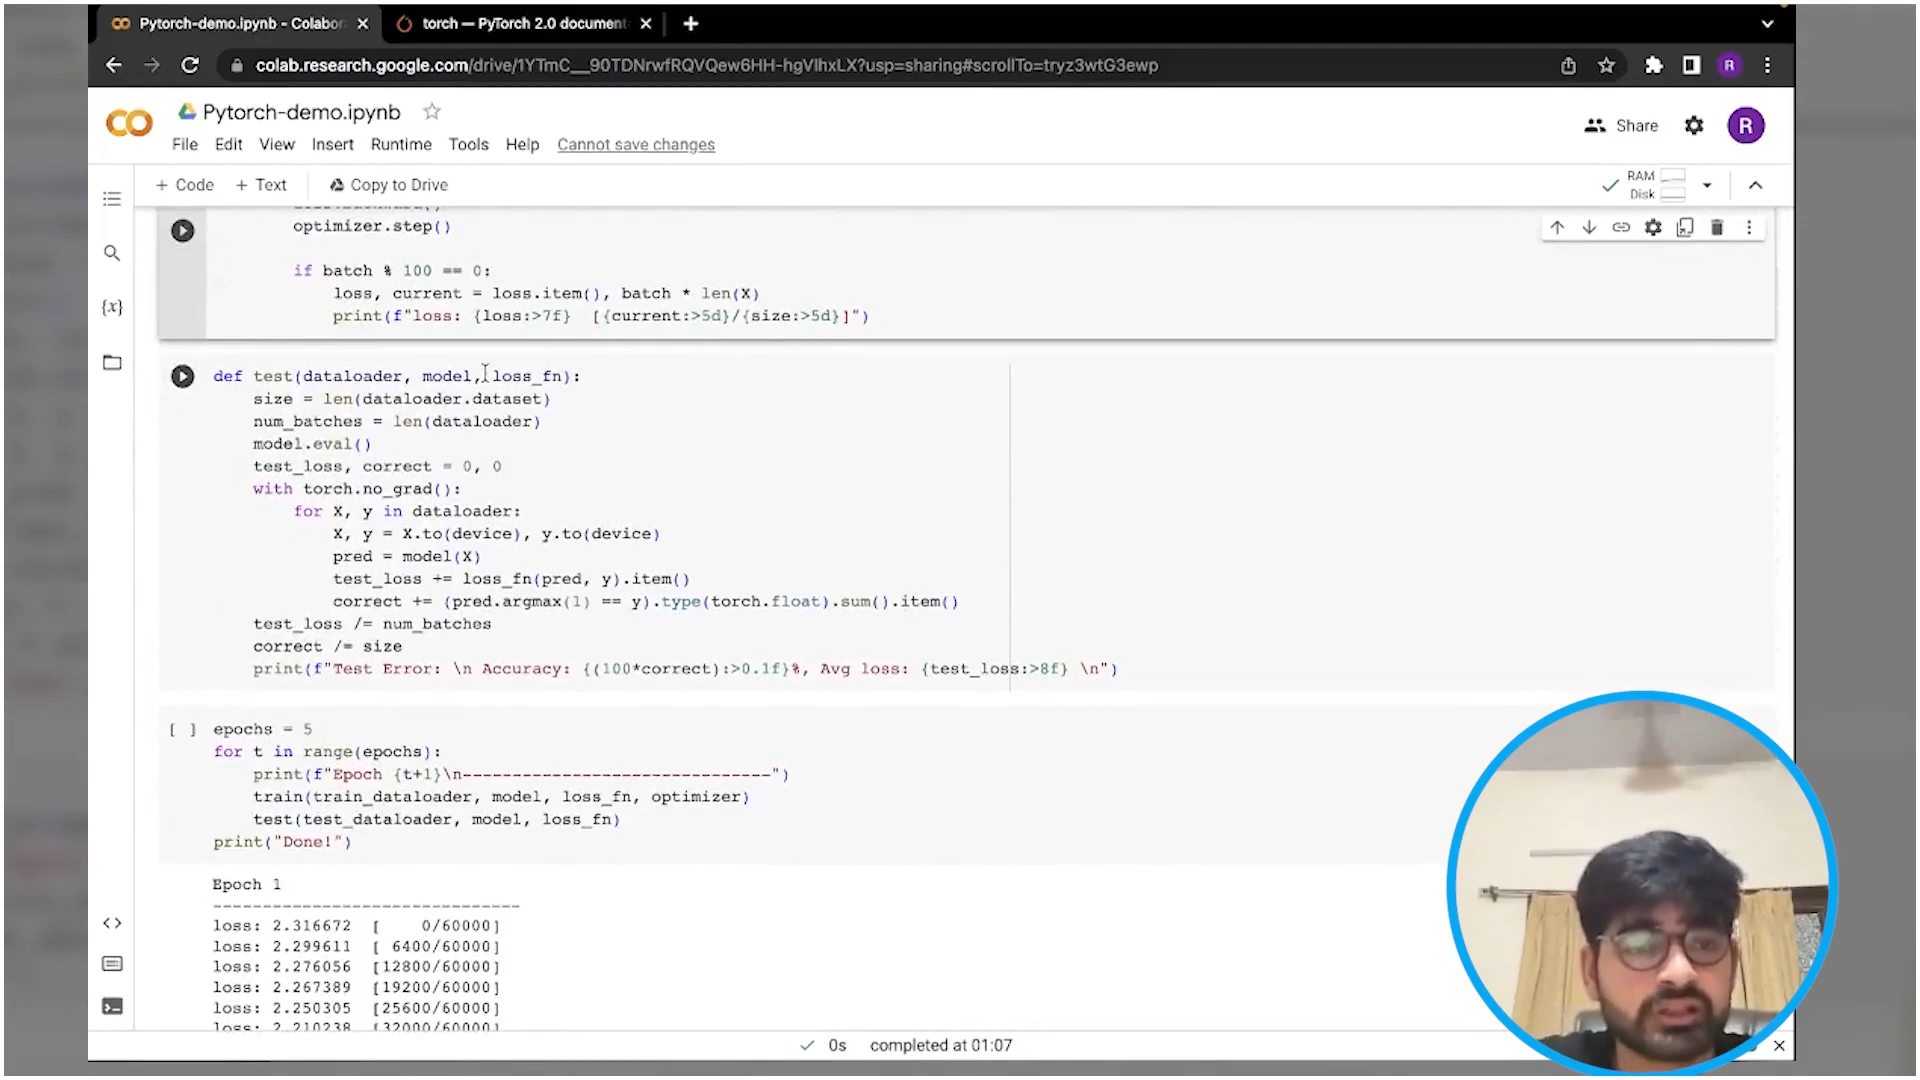 Pytorch-demo.ipynb - Colabor
torch — PyTorch 2.0 document
colab.research.google.com/drive/1YTmC__90TDNrwfRQVQew6HH-hgVIhxLX?usp=sharing#scrollTo=tryz3wtG3ewp
R
Pytorch-demo.ipynb
Share
R
File Edit View Insert Runtime Tools Help Cannot save changes
+ Code + Text Copy to Drive
RAM
Disk
optimizer.step()
if batch % 100 == 0:
loss, current = loss.item(), batch * len(X)
print(f"loss: {loss:>7f} [{current:>5d}/{size:>5d}]")
def test(dataloader, model, loss_fn):
size = len(dataloader.dataset)
num_batches = len(dataloader)
model.eval()
test_loss, correct = 0, 0
with torch.no_grad():
for X, y in dataloader:
X, y = X.to(device), y.to(device)
pred = model(X)
test_loss += loss_fn(pred, y).item()
correct += (pred.argmax(1) == y).type(torch.float).sum().item()
test_loss /= num_batches
correct /= size
print(f"Test Error: \n Accuracy: {(100*correct):>0.1f}%, Avg loss: {test_loss:>8f} \n")
[ ] epochs = 5
for t in range(epochs):
print(f"Epoch {t+1}\n-------------------------------")
train(train_dataloader, model, loss_fn, optimizer)
test(test_dataloader, model, loss_fn)
print("Done!")
Epoch 1
-------------------------------
loss: 2.316672 [ 0/60000]
loss: 2.299611 [ 6400/60000]
loss: 2.276056 [12800/60000]
loss: 2.267389 [19200/60000]
loss: 2.250305 [25600/60000]
loss: 2.210238 [32000/60000]
0s completed at 01:07